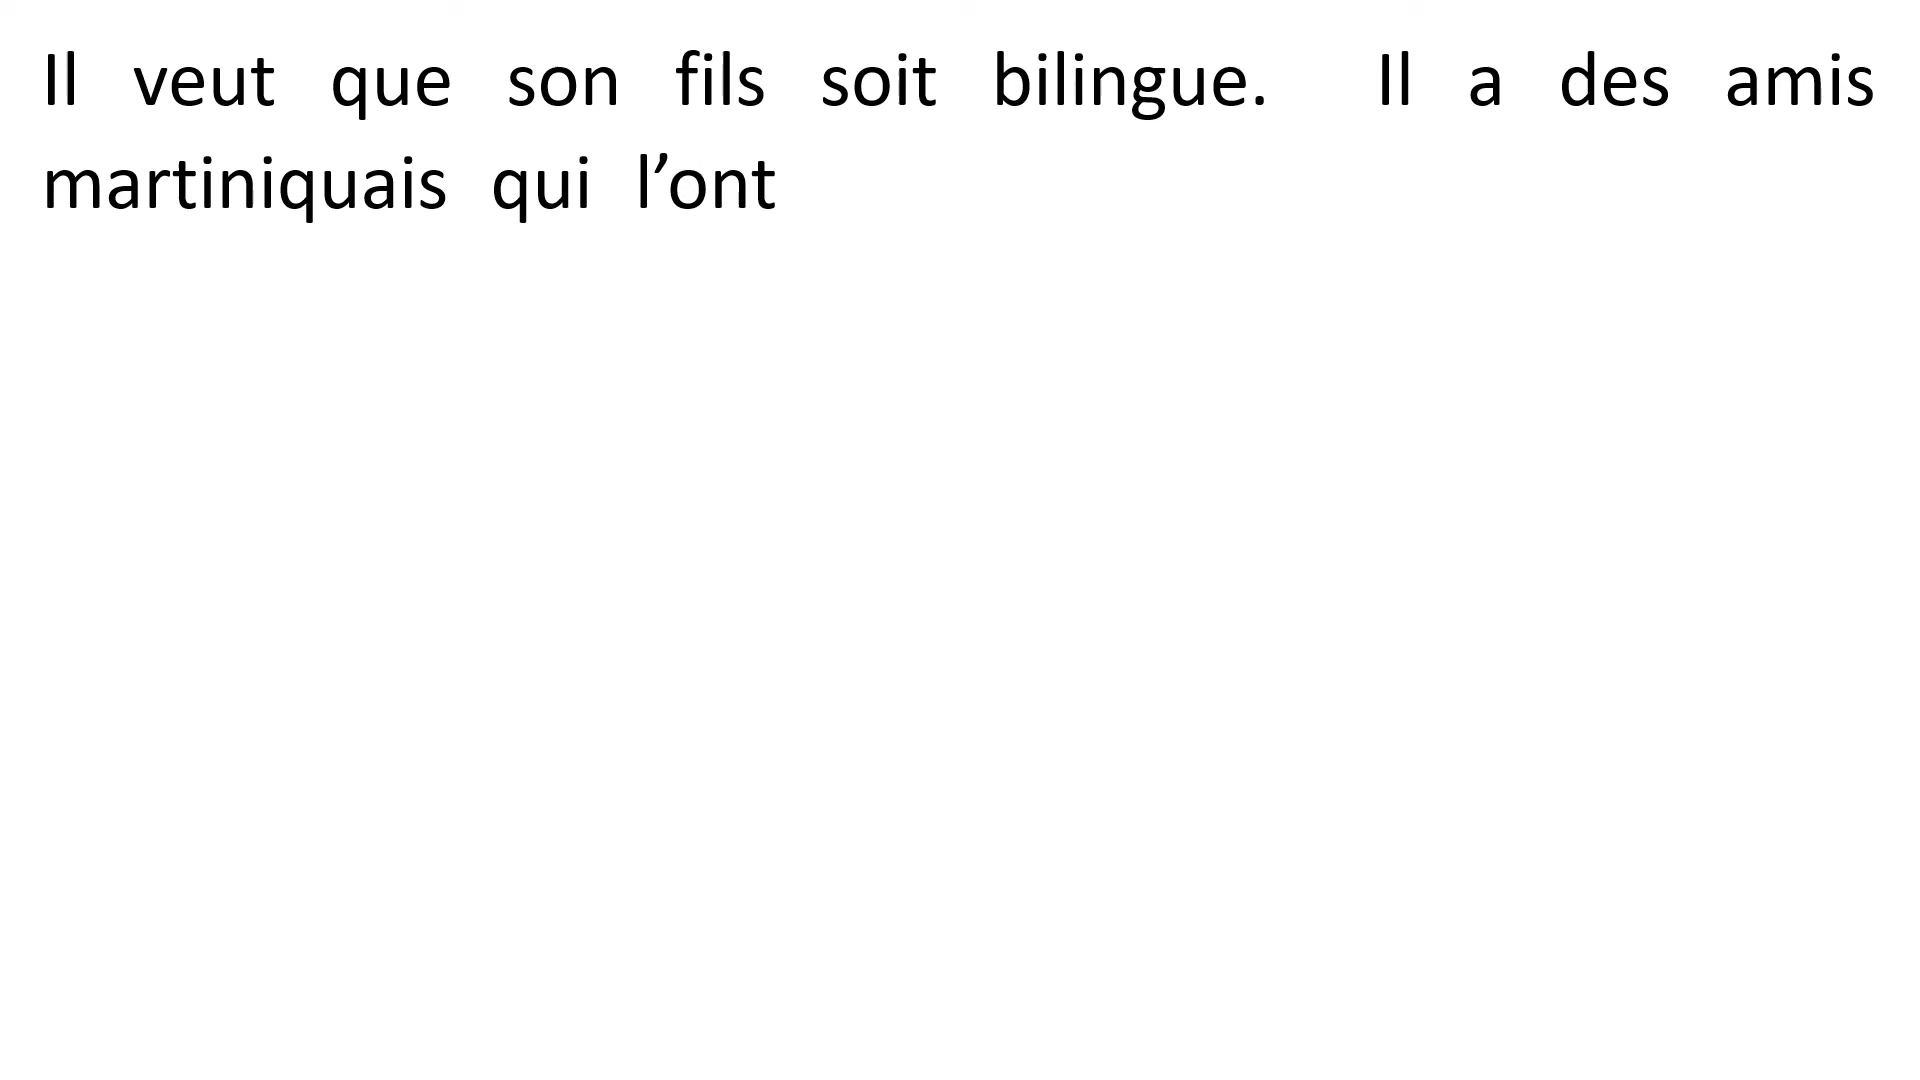 Il veut que son fils soit bilingue. Il a des amis
martiniquais qui l’ont